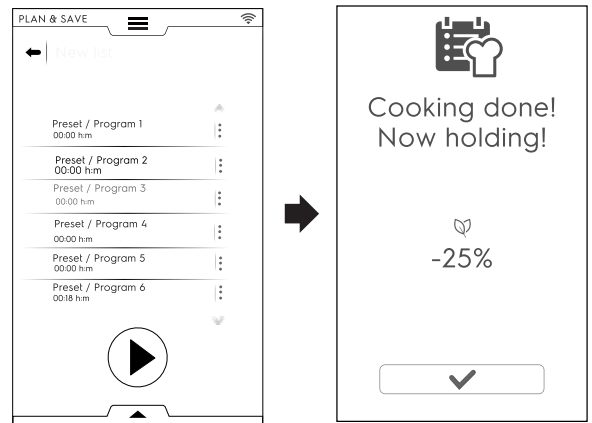 PLAN & SAVE
New list
Preset / Program 1
00:00 h:m
Preset / Program 2
00:00 h:m
Preset / Program 3
00:00 h:m
Preset / Program 4
00:00 h:m
Preset / Program 5
00:00 h:m
Preset / Program 6
00:18 h:m
Cooking done!
Now holding!
-25%